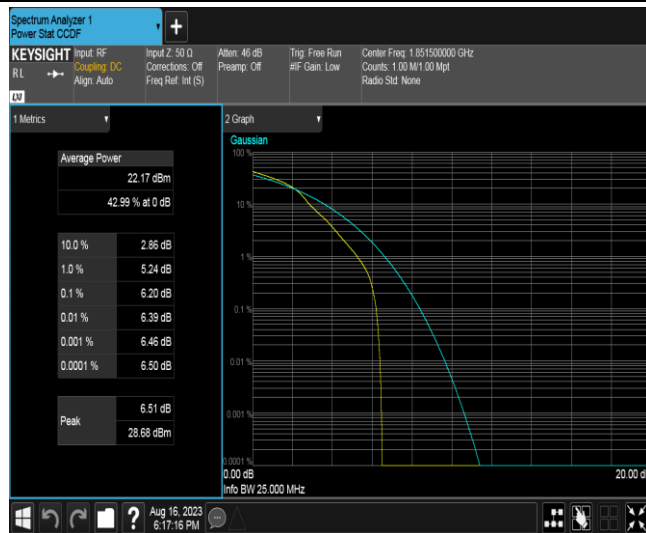 Spectrum Analyzer 1
Power Stat CCDF
+
KEYSIGHT
RL
LXI
Input: RF
Coupling: DC
Align: Auto
Input Z: 50 Ω
Corrections: Off
Freq Ref: Int (S)
Atten: 46 dB
Preamp: Off
Trig: Free Run
#IF Gain: Low
Center Freq: 1.851500000 GHz
Counts: 1.00 M/1.00 Mpt
Radio Std: None
1 Metrics
Average Power
22.17 dBm
42.99 % at 0 dB
10.0 % 2.86 dB
1.0 % 5.24 dB
0.1 % 6.20 dB
0.01 % 6.39 dB
0.001 % 6.46 dB
0.0001 % 6.50 dB
Peak
6.51 dB
28.68 dBm
2 Graph
Gaussian
100 %
10 %
1 %
0.1 %
0.01 %
0.001 %
0.0001 %
0.00 dB
20.00 d
Info BW 25.000 MHz
?
Aug 16, 2023
6:17:16 PM